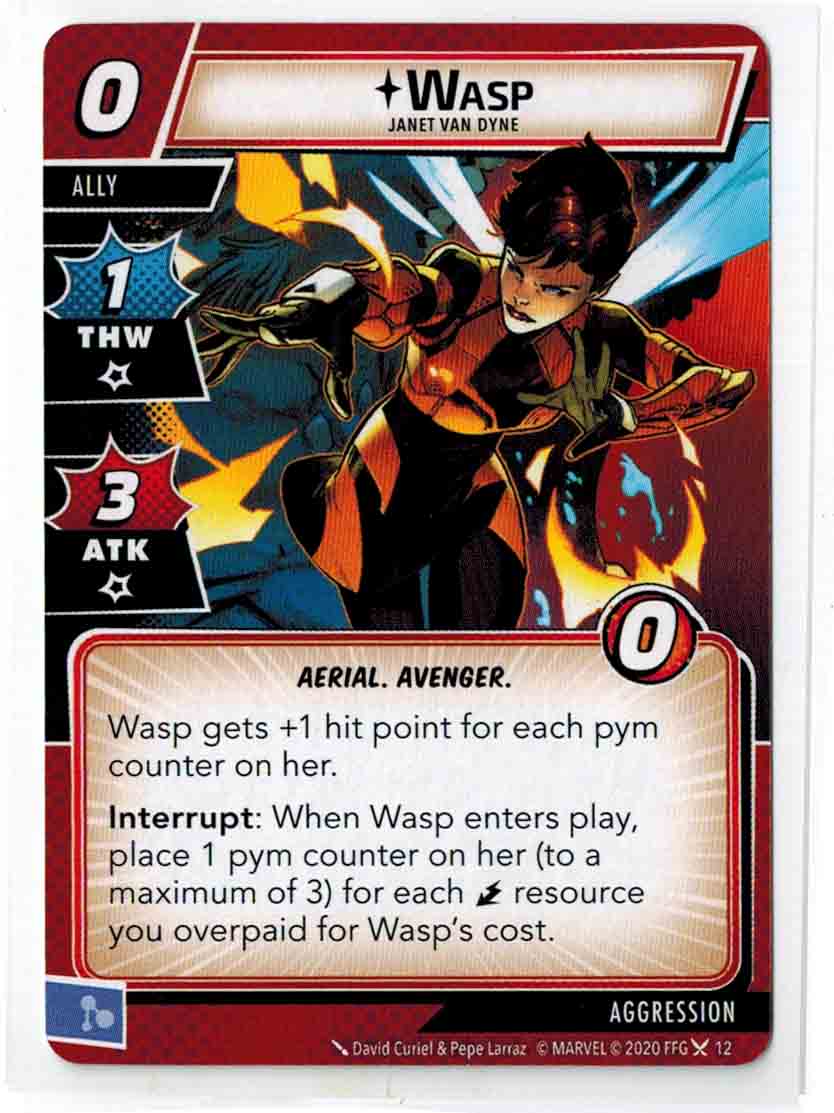 0
WASP
JANET VAN DYNE
ALLY
1
THW
3
ATK
0
AERIAL. AVENGER.
Wasp gets +1 hit point for each pym
counter on her.
Interrupt: When Wasp enters play,
place 1 pym counter on her (to a
maximum of 3) for each resource
you overpaid for Wasp's cost.
AGGRESSION
David Curiel & Pepe Larraz © MARVEL © 2020 FFG 12